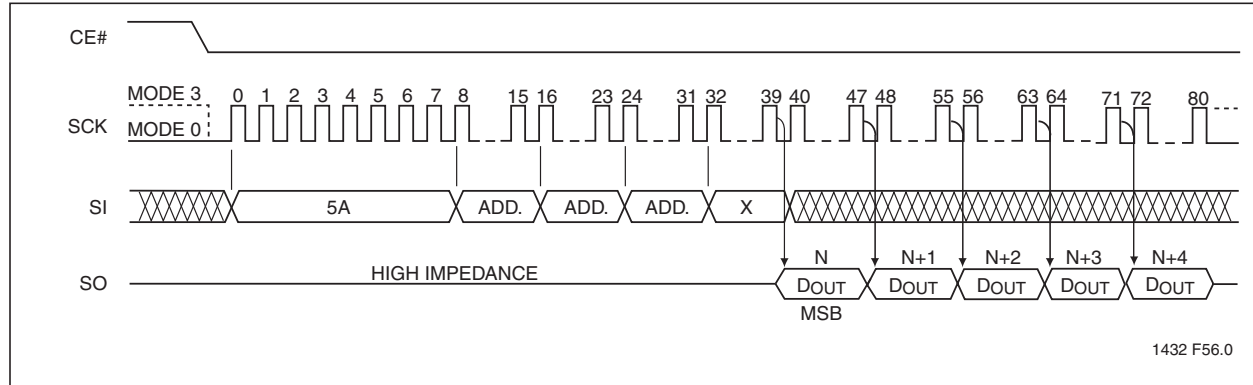 CE#
MODE 3
0 1 2 3 4 5 6 7 8 15 16 23 24 31 32 39 40 47 48 55 56 63 64 71 72 80
SCK
MODE 0
SI
5A ADD. ADD. ADD. X
N N+1 N+2 N+3 N+4
HIGH IMPEDANCE
SO
DOUT DOUT DOUT DOUT DOUT
MSB
1432 F56.0